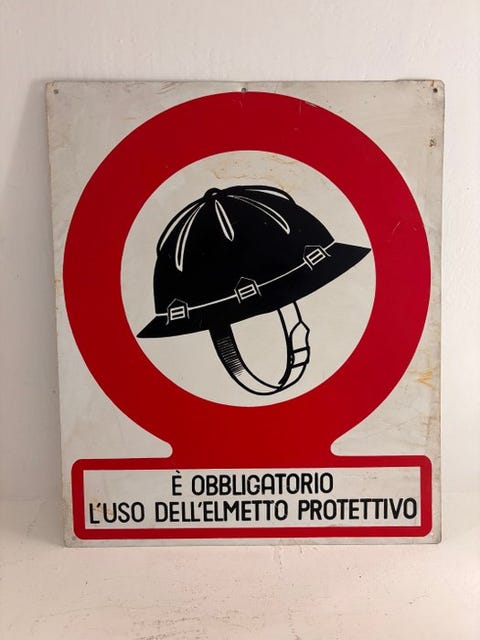 È OBBLIGATORIO
L'USO DELL'ELMETTO PROTETTIVO